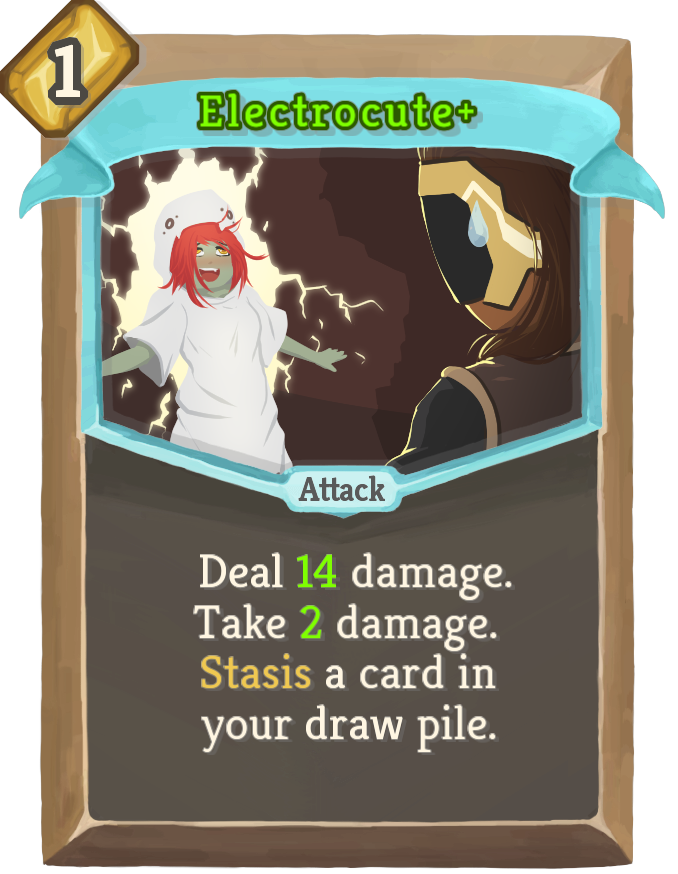 1
Electrocute+
Attack
Deal 14 damage.
Take 2 damage.
Stasis a card in
your draw pile.